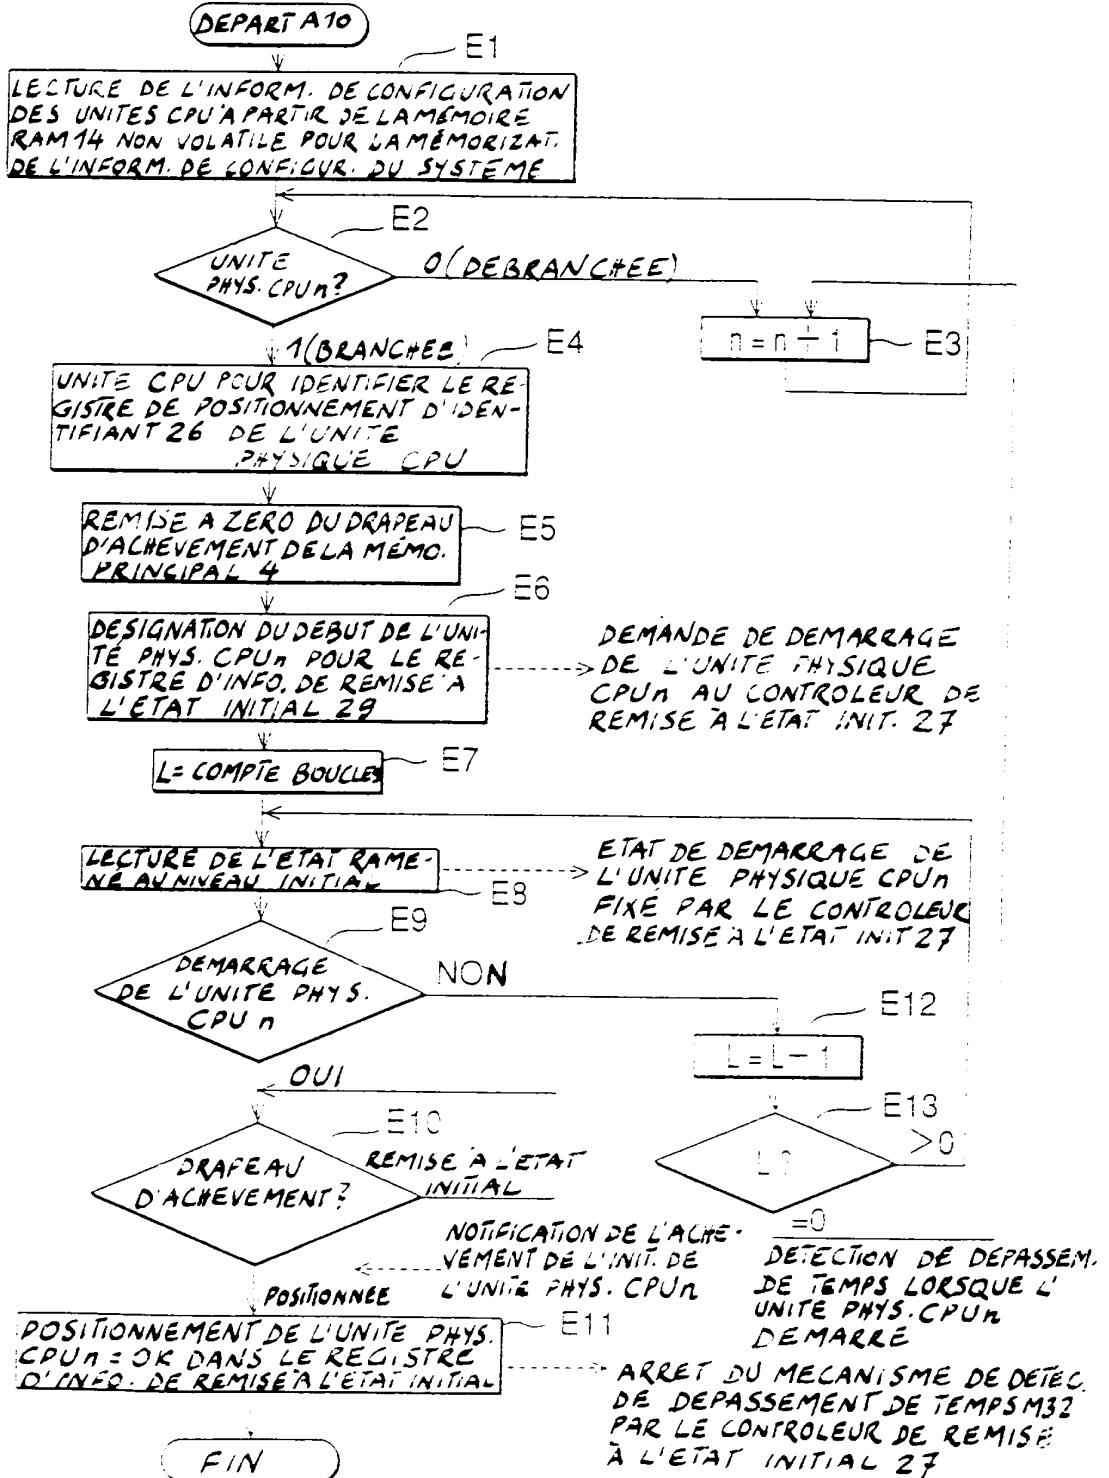 DEPART A10
E1
LECTURE DE L'INFORM. DE CONFIGURATION
DES UNITES CPU A PARTIR DE LA MÉMOIRE
RAM 14 NON VOLATILE POUR LA MÉMORIZAT.
DE L'INFORM. DE CONFIGUR. DU SYSTEME
E2
UNITE
PHYS. CPUn?
0 (DEBRANCHEE)
n = n + 1
E3
1 (BRANCHEE)
E4
UNITE CPU POUR IDENTIFIER LE RE-
GISTRE DE POSITIONNEMENT D'IDEN-
TIFIANT 26 DE L'UNITE
PHYSIQUE CPU
REMISE A ZERO DU DRAPEAU
D'ACHEVEMENT DE LA MÉMO.
PRINCIPAL 4
E5
E6
DESIGNATION DU DEBUT DE L'UNI-
TÉ PHYS. CPUn POUR LE RE-
GISTRE D'INFO. DE REMISE A
L'ETAT INITIAL 29
DEMANDE DE DEMARRAGE
DE L'UNITE PHYSIQUE
CPUn AU CONTROLEUR DE
REMISE A L'ETAT INIT. 27
L = COMPTE BOUCLES
E7
LECTURE DE L'ETAT RAME-
NE AU NIVEAU INITIAL
E8
ETAT DE DEMARRAGE DE
L'UNITE PHYSIQUE CPUn
FIXÉ PAR LE CONTROLEUR
DE REMISE A L'ETAT INIT 27
E9
DEMARRAGE
DE L'UNITE PHYS.
CPU n
NON
E12
L = L - 1
OUI
E10
DRAPEAU
D'ACHEVEMENT?
REMISE A L'ETAT
INITIAL
E13
L?
>0
=0
NOTIFICATION DE L'ACHE-
VEMENT DE L'INIT. DE
L'UNITE PHYS. CPUn
DETECTION DE DEPASSEM.
DE TEMPS LORSQUE L'
UNITE PHYS. CPUn
DEMARRE
POSITIONNEE
E11
POSITIONNEMENT DE L'UNITE PHYS.
CPUn = OK DANS LE REGISTRE
D'INFO. DE REMISE A L'ETAT INITIAL
ARRET DU MECANISME DE DETEC.
DE DEPASSEMENT DE TEMPS M32
PAR LE CONTROLEUR DE REMISE
A L'ETAT INITIAL 27
FIN